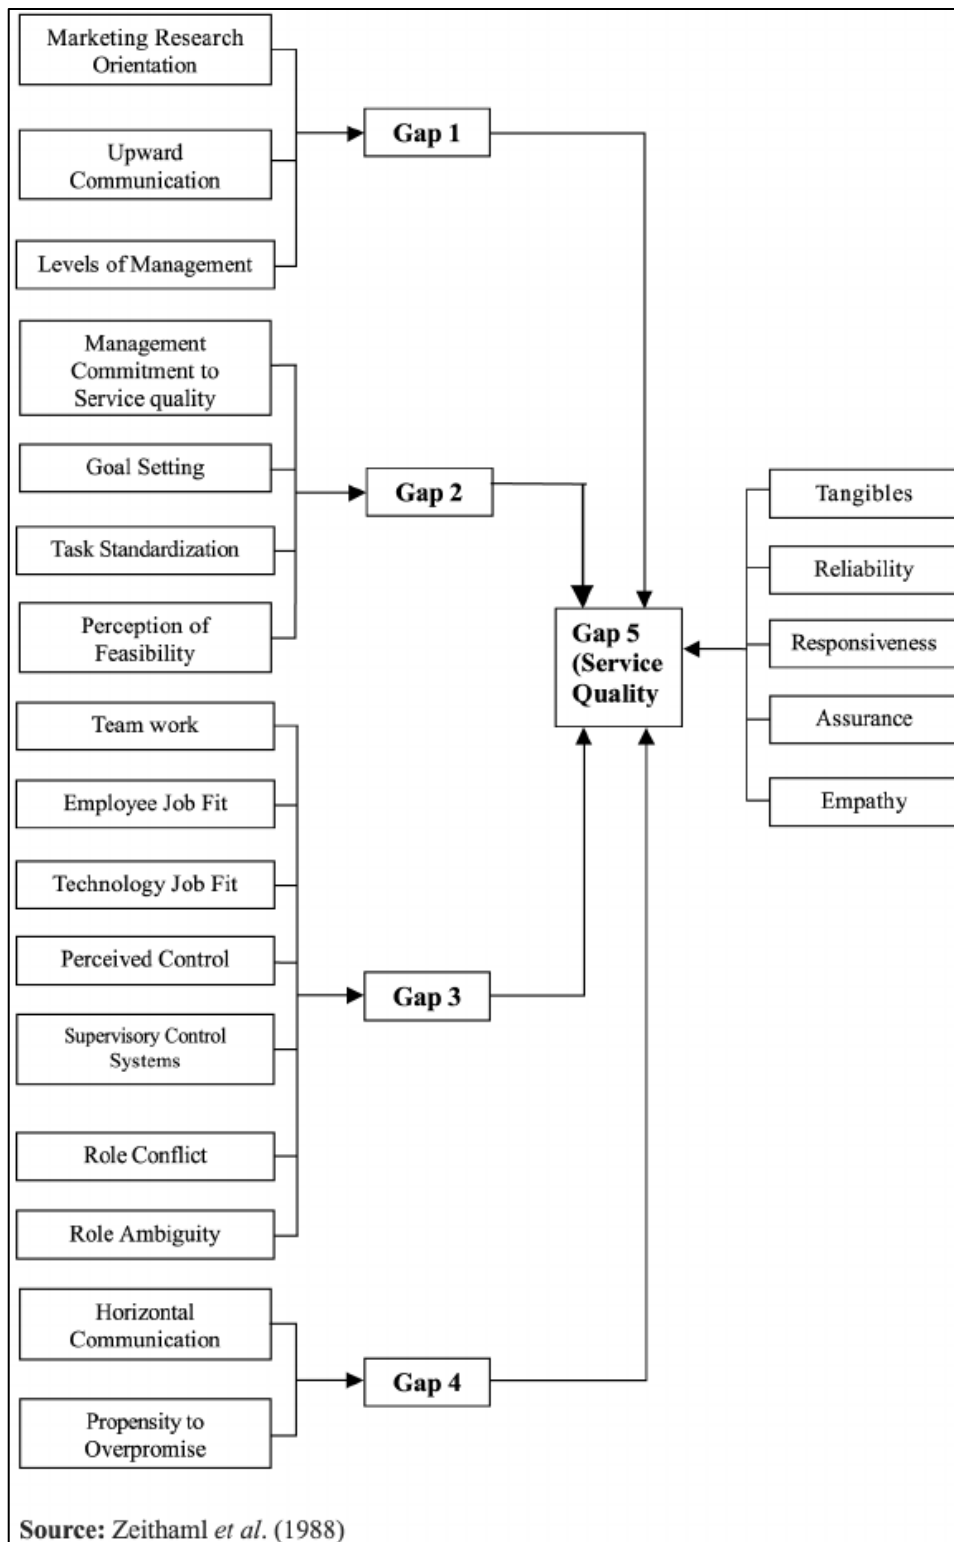 Marketing Research
Orientation
Upward
Communication
Levels of Management
Gap 1
Management
Commitment to
Service quality
Goal Setting
Task Standardization
Perception of
Feasibility
Gap 2
Team work
Employee Job Fit
Technology Job Fit
Perceived Control
Supervisory Control
Systems
Role Conflict
Role Ambiguity
Gap 3
Horizontal
Communication
Propensity to
Overpromise
Gap 4
Gap 5
(Service
Quality
Tangibles
Reliability
Responsiveness
Assurance
Empathy
Source: Zeithaml et al. (1988)